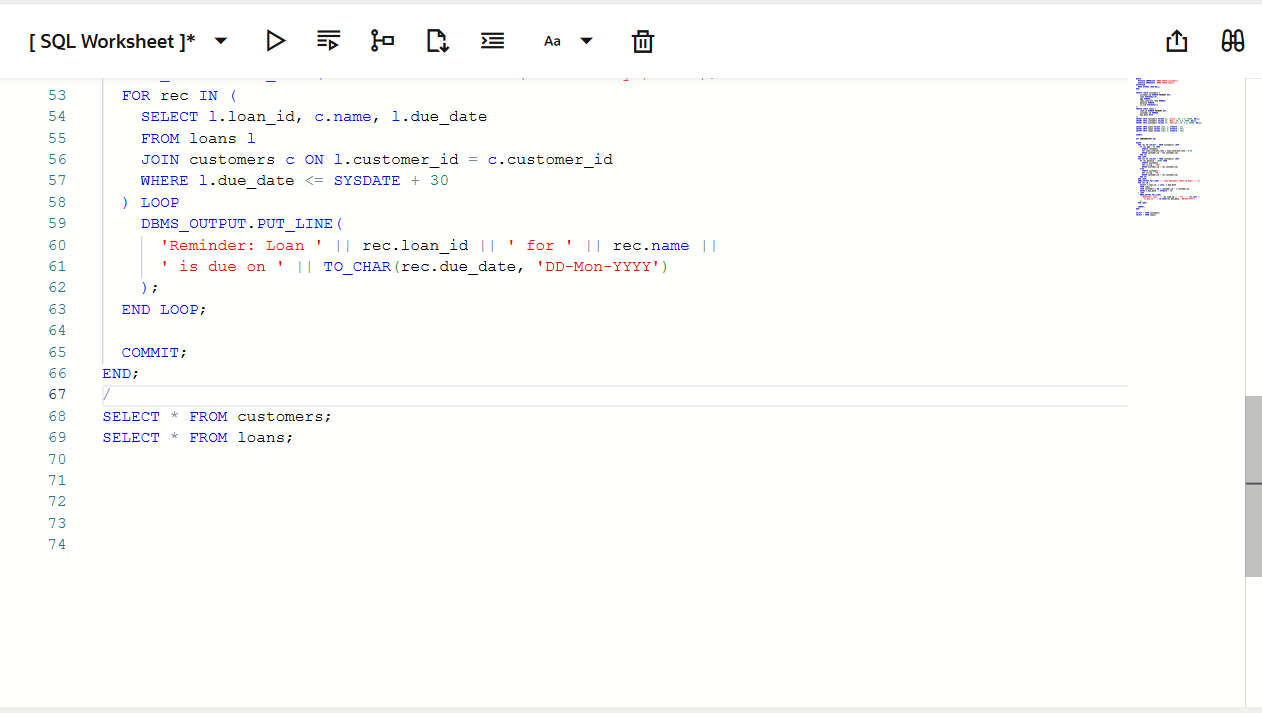 [ SQL Worksheet ]*
Aa
53 FOR rec IN (
54 SELECT l.loan_id, c.name, l.due_date
55 FROM loans l
56 JOIN customers c ON l.customer_id = c.customer_id
57 WHERE l.due_date <= SYSDATE + 30
58 ) LOOP
59 DBMS_OUTPUT.PUT_LINE(
60 'Reminder: Loan ' || rec.loan_id || ' for ' || rec.name ||
61 ' is due on ' || TO_CHAR(rec.due_date, 'DD-Mon-YYYY')
62 );
63 END LOOP;
64
65 COMMIT;
66 END;
67 /
68 SELECT * FROM customers;
69 SELECT * FROM loans;
70
71
72
73
74